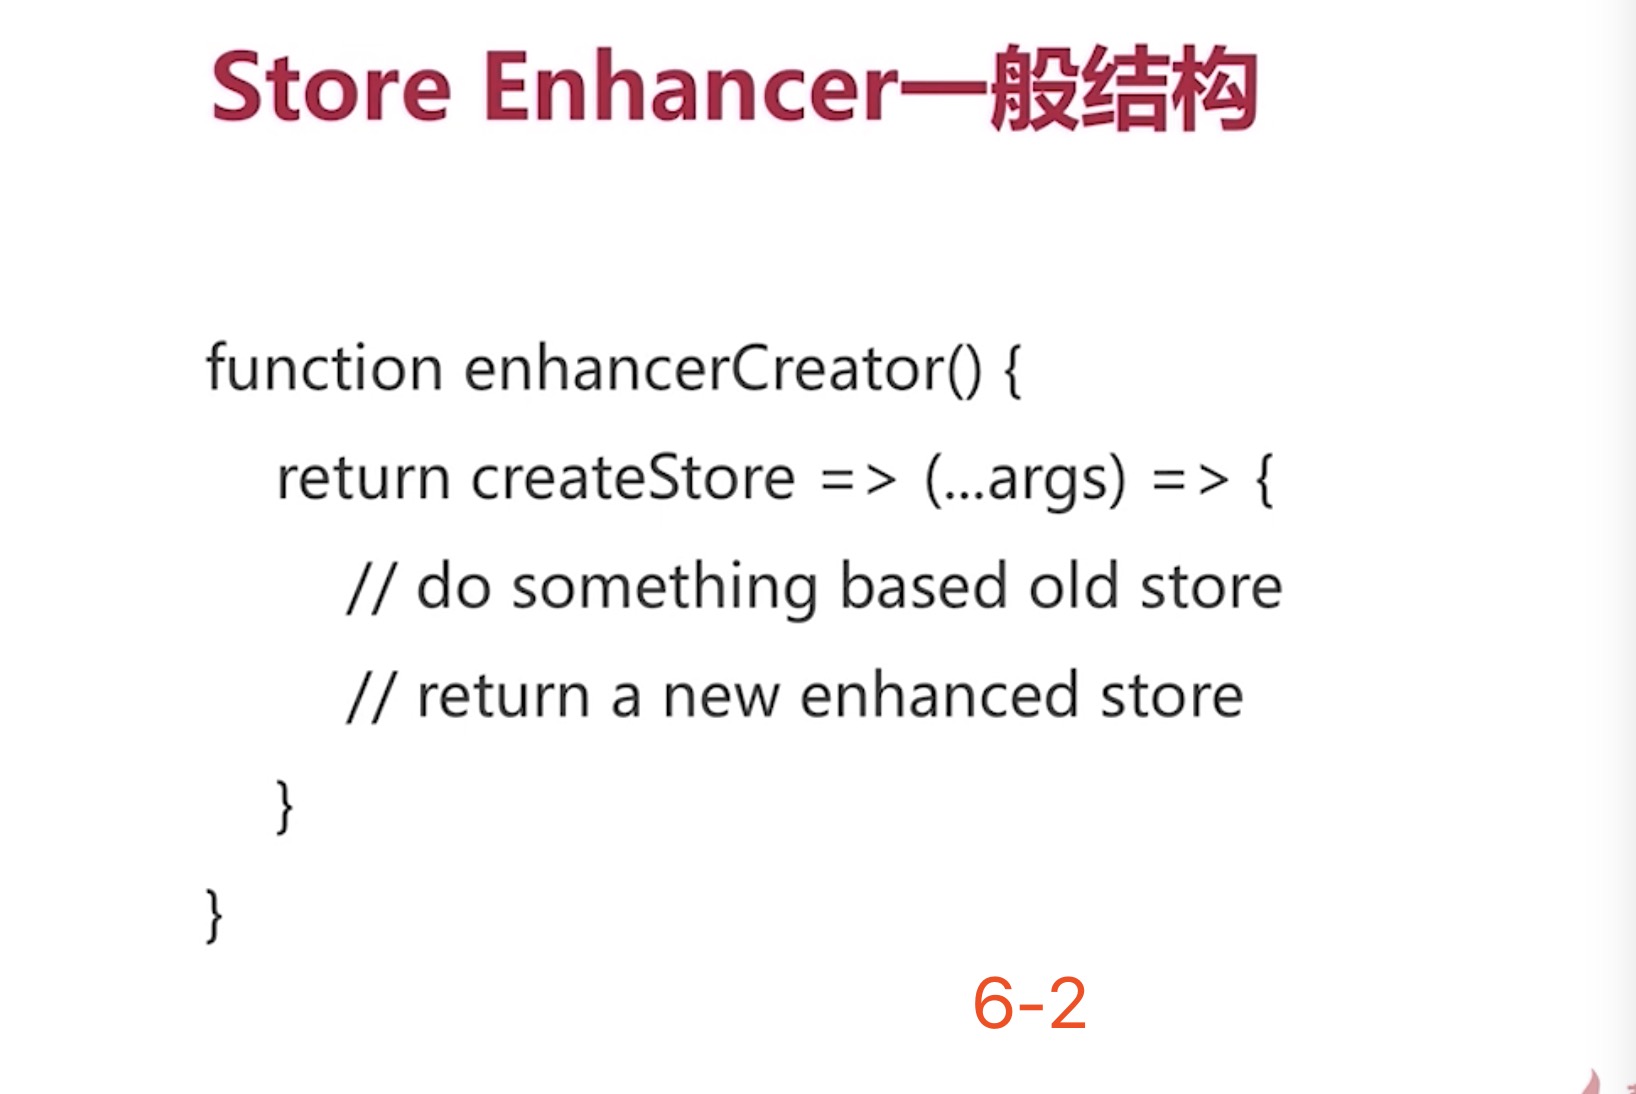 Store Enhancer一般结构
function enhancerCreator() {
return createStore => (...args) => {
// do something based old store
// return a new enhanced store
}
}
6-2